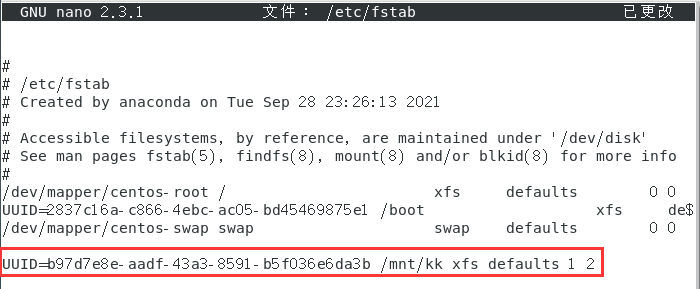 GNU nano 2.3.1 文件： /etc/fstab 已更改
#
# /etc/fstab
# Created by anaconda on Tue Sep 28 23:26:13 2021
#
# Accessible filesystems, by reference, are maintained under '/dev/disk'
# See man pages fstab(5), findfs(8), mount(8) and/or blkid(8) for more info
#
/dev/mapper/centos-root / xfs defaults 0 0
UUID=2837c16a-c866-4ebc-ac05-bd45469875e1 /boot xfs de$
/dev/mapper/centos-swap swap swap defaults 0 0
UUID=b97d7e8e-aadf-43a3-8591-b5f036e6da3b /mnt/kk xfs defaults 1 2